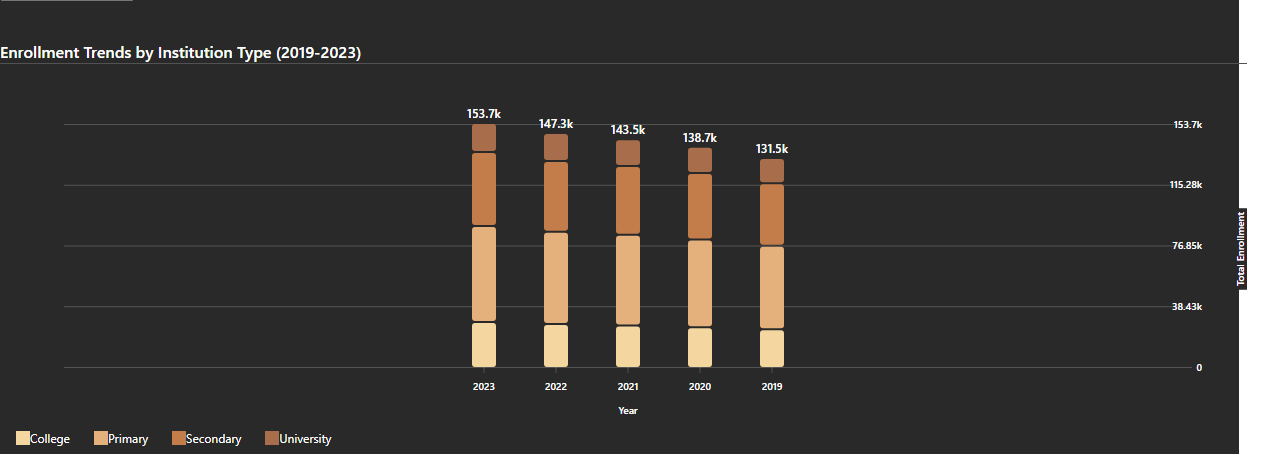 Enrollment Trends by Institution Type (2019-2023)
153.7k
147.3k
143.5k
138.7k
131.5k
153.7k
115.28k
76.85k
38.43k
0
Total Enrollment
2023 2022 2021 2020 2019
Year
College Primary Secondary University